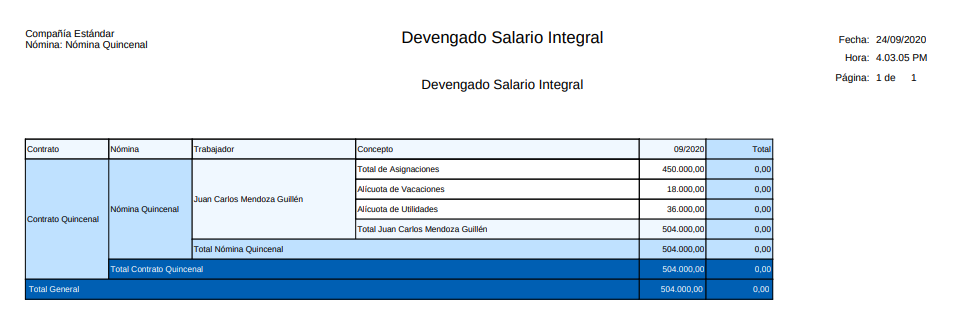 Compañía Estándar
Nómina: Nómina Quincenal
Devengado Salario Integral
Fecha: 24/09/2020
Hora: 4.03.05 PM
Página: 1 de 1
Devengado Salario Integral
Contrato Nómina Trabajador Concepto 09/2020 Total
Total de Asignaciones 450.000,00 0,00
Alícuota de Vacaciones 18.000,00 0,00
Juan Carlos Mendoza Guillén
Contrato Quincenal Nómina Quincenal Alícuota de Utilidades 36.000,00 0,00
Total Juan Carlos Mendoza Guillén 504.000,00 0,00
Total Nómina Quincenal 504.000,00 0,00
Total Contrato Quincenal 504.000,00 0,00
Total General 504.000,00 0,00